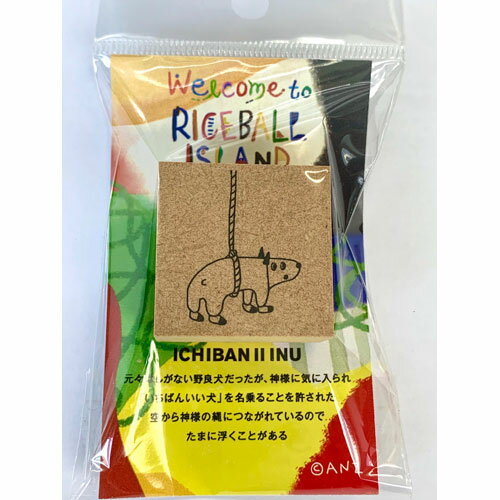 Welcome to
RICEBALL
ISLAND
ICHIBAN II INU
がない野良犬だったが、神様に気に入られ
ばんいい犬」を名乗ることを許された
空から神様の縄につながれているので
たまに浮くことがある